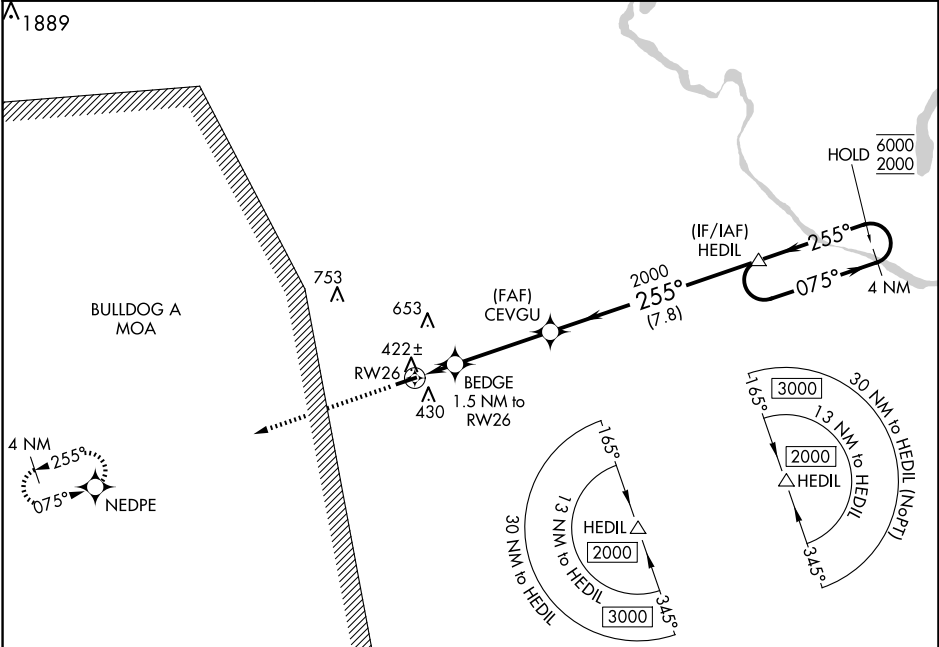 1889
HOLD
6000
2000
(IF/IAF)
HEDIL
255°
075°
4 NM
2000
255°
(7.8)
(FAF)
CEVGU
753
653
BULLDOG A
MOA
422±
RW26
430
BEDGE
1.5 NM to
RW26
4 NM
255°
075°
NEDPE
165°
30 NM to HEDIL
13 NM to HEDIL
HEDIL
2000
3000
345°
165°
3000
30 NM to HEDIL (NoPT)
13 NM to HEDIL
2000
HEDIL
345°